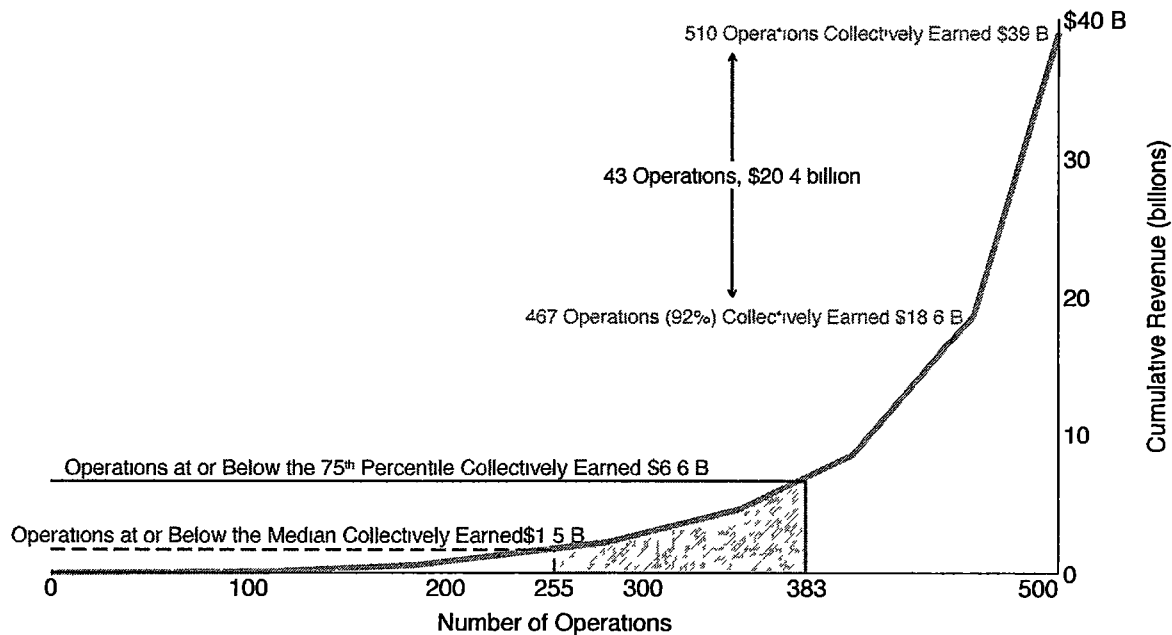 $40 B
510 Operations Collectively Earned $39 B
30
43 Operations, $20 4 billion
20
467 Operations (92%) Collectively Earned $18 6 B
Cumulative Revenue (billions)
10
Operations at or Below the 75th Percentile Collectively Earned $6 6 B
Operations at or Below the Median Collectively Earned$1 5 B
0
0 100 200 255 300 383 500
Number of Operations